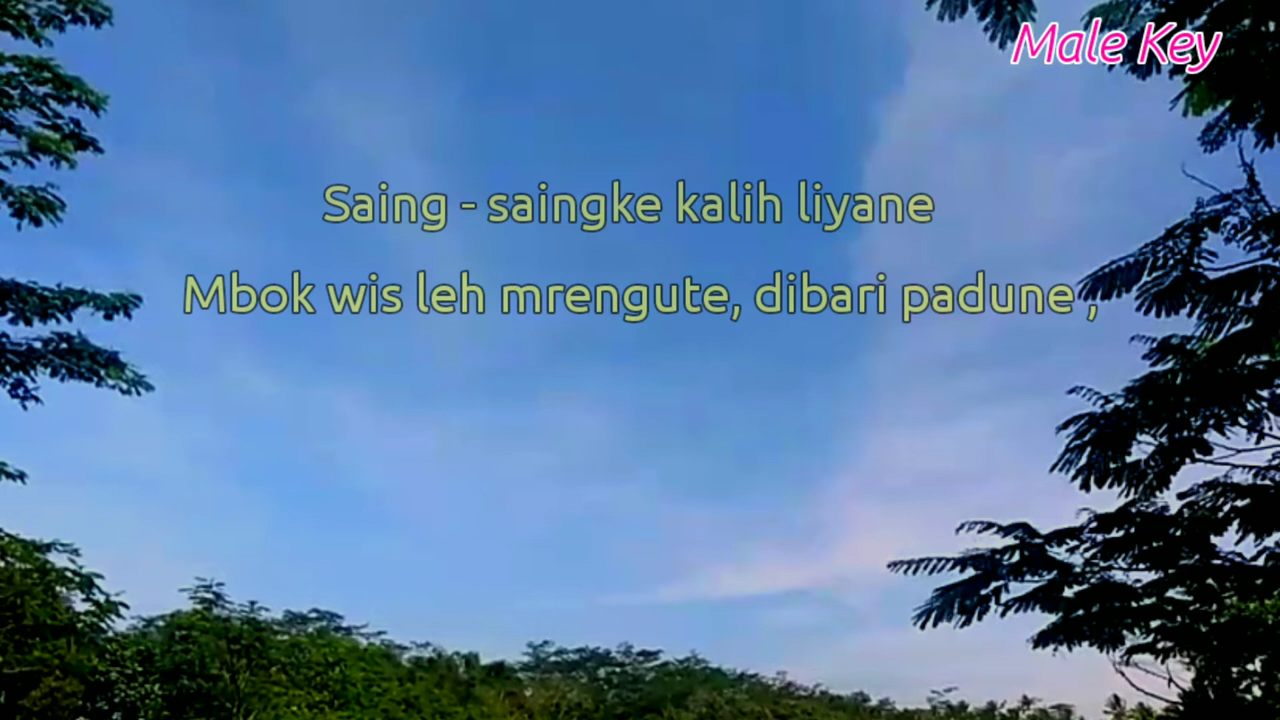 Male Key
Saing - saingke kalih liyane
Mbok wis leh mrengute, dibari padune ,